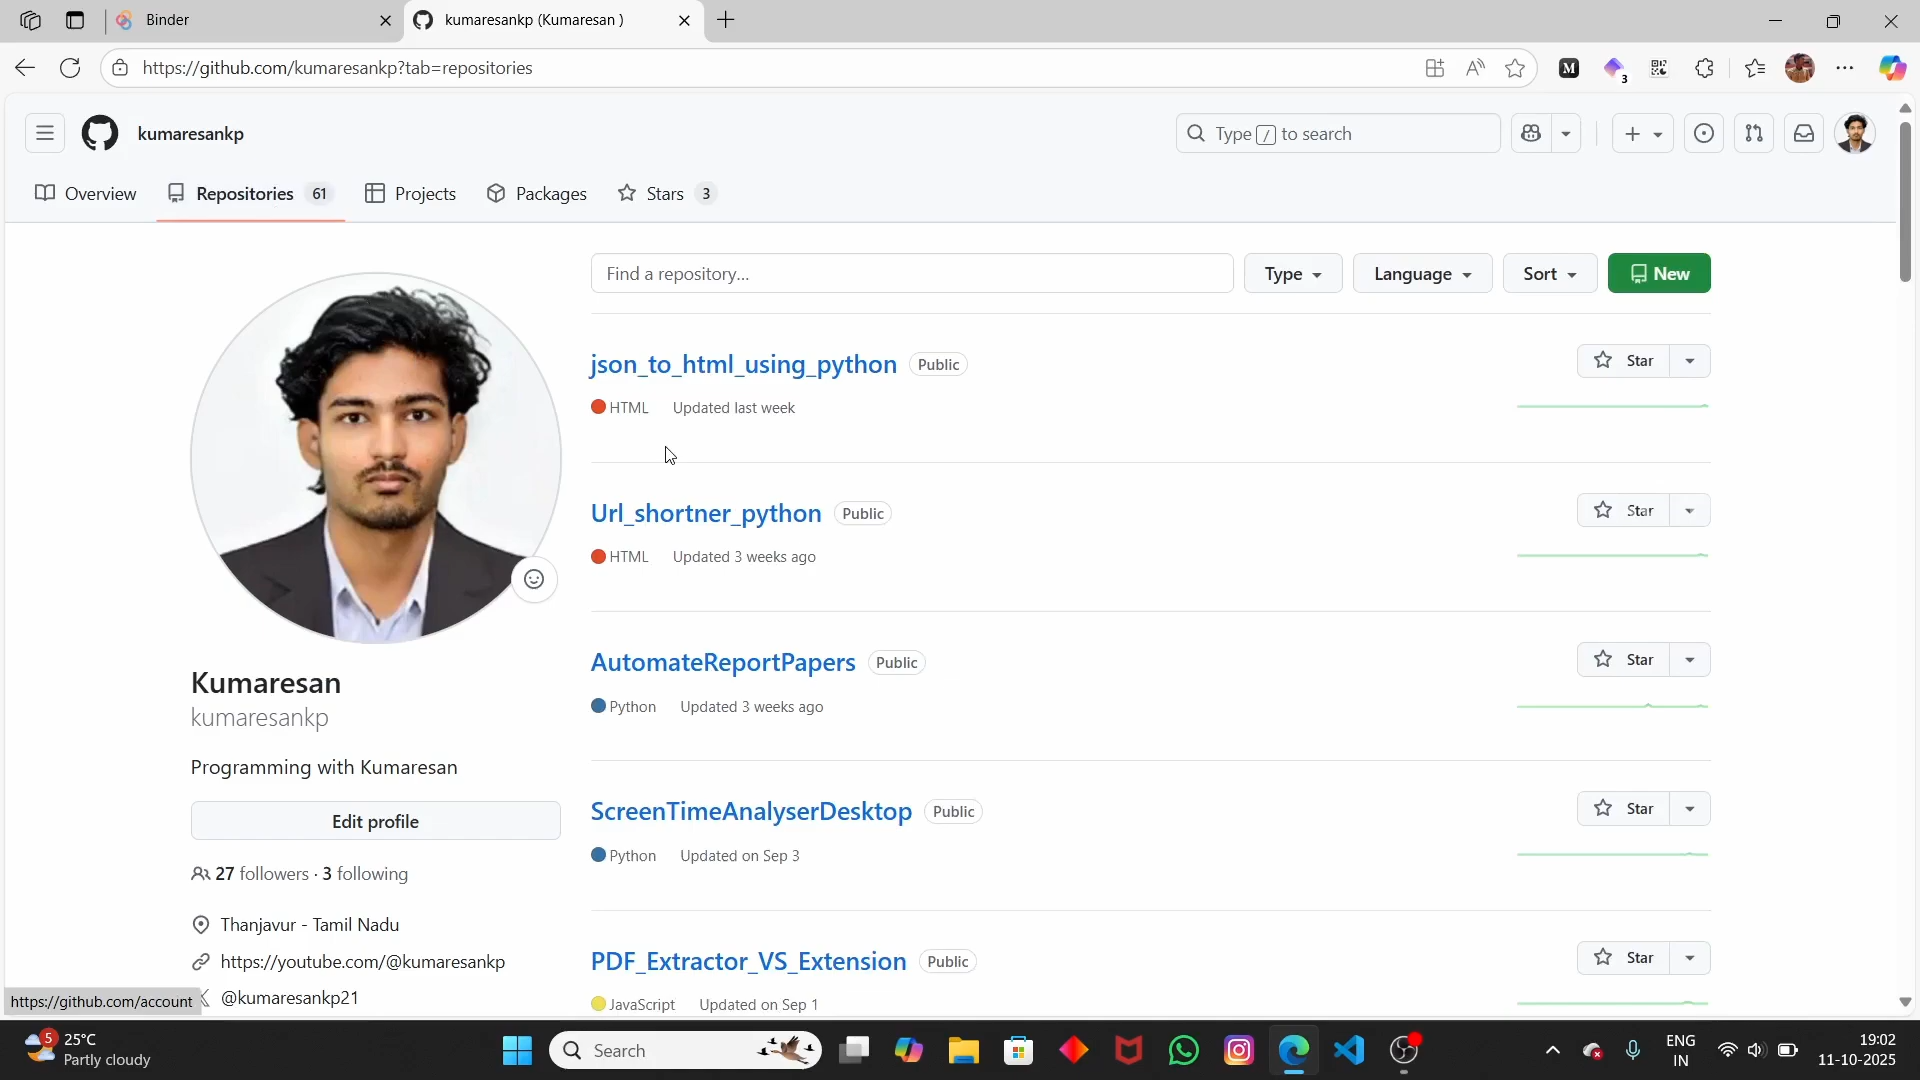 Binder
kumaresankp (Kumaresan )
https://github.com/kumaresankp?tab=repositories
M
3
kumaresankp
Type / to search
Overview
Repositories 61
Projects
Packages
Stars 3
Find a repository...
Type
Language
Sort
New
json_to_html_using_python Public
Star
HTML Updated last week
Url_shortner_python Public
Star
HTML Updated 3 weeks ago
AutomateReportPapers Public
Star
Python Updated 3 weeks ago
ScreenTimeAnalyserDesktop Public
Star
Python Updated on Sep 3
PDF_Extractor_VS_Extension Public
Star
JavaScript Updated on Sep 1
Kumaresan
kumaresankp
Programming with Kumaresan
Edit profile
27 followers · 3 following
Thanjavur - Tamil Nadu
https://youtube.com/@kumaresankp
@kumaresankp21
https://github.com/account
5
25°C
Partly cloudy
Search
ENG
IN
19:02
11-10-2025